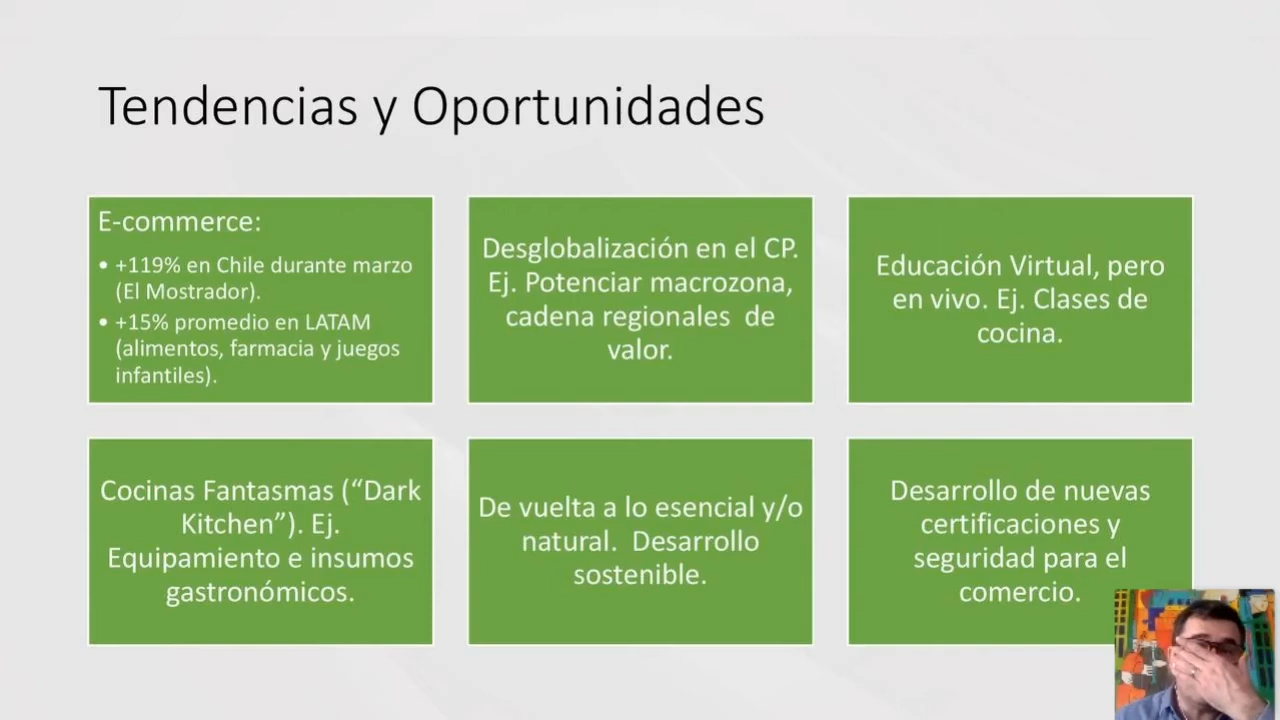 Tendencias y Oportunidades
E-commerce:
• +119% en Chile durante marzo
(El Mostrador).
• +15% promedio en LATAM
(alimentos, farmacia y juegos
infantiles).
Desglobalización en el CP.
Ej. Potenciar macrozona,
cadena regionales de
valor.
Educación Virtual, pero
en vivo. Ej. Clases de
cocina.
Cocinas Fantasmas (“Dark
Kitchen”). Ej.
Equipamiento e insumos
gastronómicos.
De vuelta a lo esencial y/o
natural. Desarrollo
sostenible.
Desarrollo de nuevas
certificaciones y
seguridad para el
comercio.